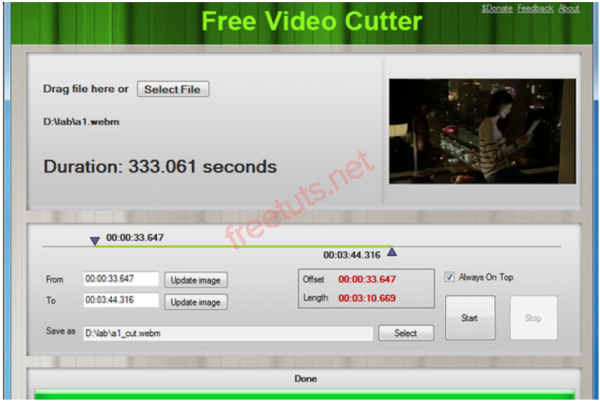 $Donate Feedback About
Free Video Cutter
Drag file here or Select File
D:\lab\a1.webm
Duration: 333.061 seconds
freetuts.net
00:00:33.647
00:03:44.316
From 00:00:33.647 Update image
To 00:03:44.316 Update image
Offset 00:00:33.647
Length 00:03:10.669
Always On Top
Start
Stop
Save as D:\lab\a1_cut.webm Select
Done